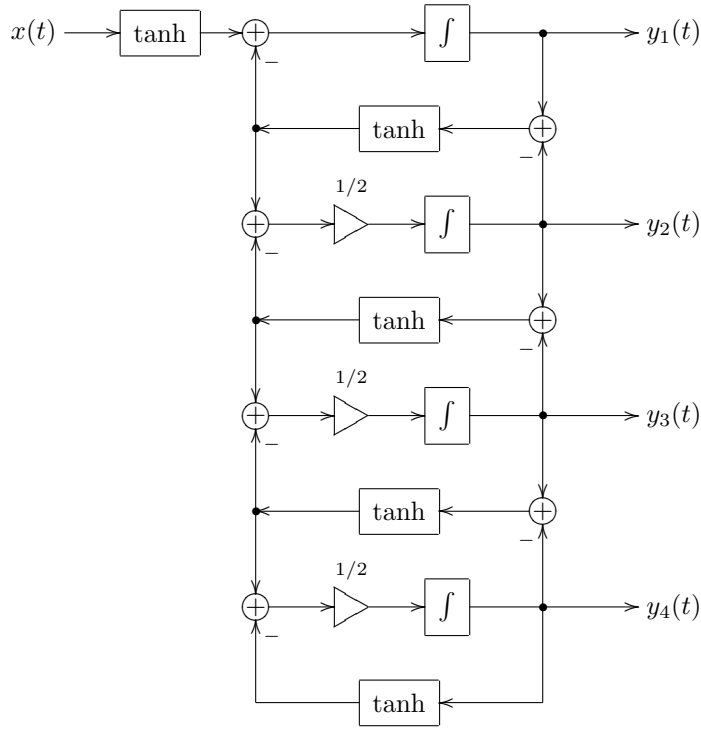 x(t) tanh + − ∫ y₁(t)
tanh + −
1/2
+ − ∫ y₂(t)
tanh + −
1/2
+ − ∫ y₃(t)
tanh + −
1/2
+ − ∫ y₄(t)
tanh